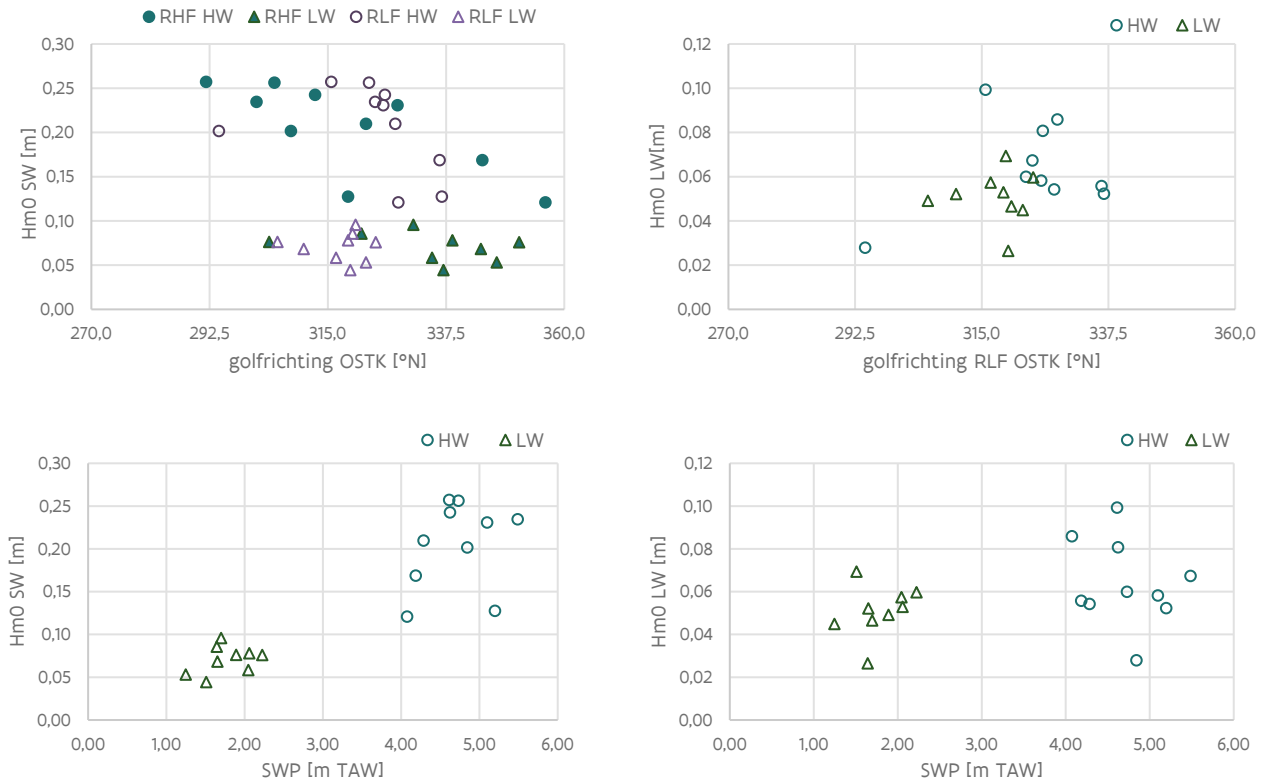 RHF HW RHF LW RLF HW RLF LW
0,30
0,25
0,20
0,15
0,10
0,05
0,00
Hm0 SW [m]
270,0 292,5 315,0 337,5 360,0
golfrichting OSTK [°N]
HW LW
0,12
0,10
0,08
0,06
0,04
0,02
0,00
Hm0 LW[m]
270,0 292,5 315,0 337,5 360,0
golfrichting RLF OSTK [°N]
HW LW
0,30
0,25
0,20
0,15
0,10
0,05
0,00
Hm0 SW [m]
0,00 1,00 2,00 3,00 4,00 5,00 6,00
SWP [m TAW]
HW LW
0,12
0,10
0,08
0,06
0,04
0,02
0,00
Hm0 LW [m]
0,00 1,00 2,00 3,00 4,00 5,00 6,00
SWP [m TAW]